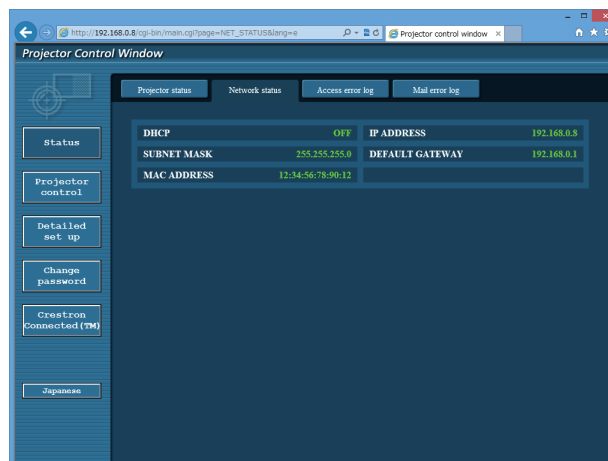 http://192.168.0.8/cgi-bin/main.cgi?page=NET_STATUS&lang=e
Projector control window
Projector Control Window
Projector status
Network status
Access error log
Mail error log
Status
Projector control
Detailed set up
Change password
Crestron Connected(TM)
Japanese
DHCP OFF IP ADDRESS 192.168.0.8
SUBNET MASK 255.255.255.0 DEFAULT GATEWAY 192.168.0.1
MAC ADDRESS 12:34:56:78:90:12